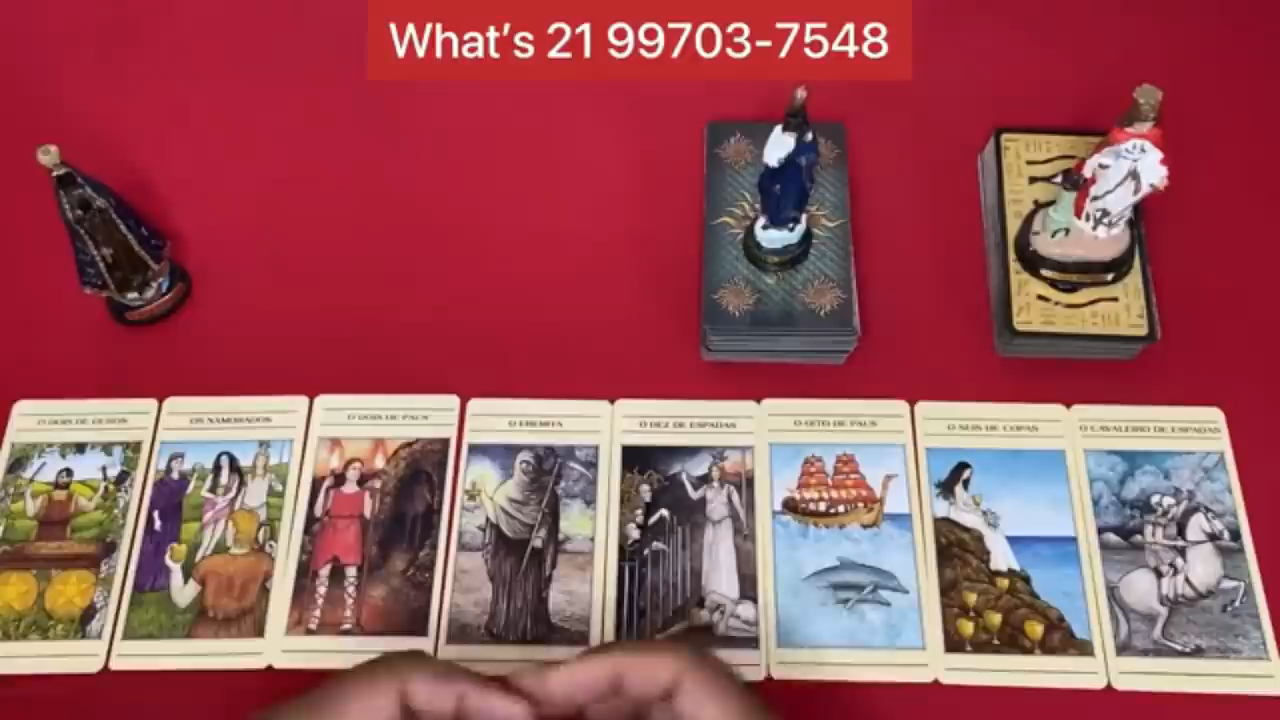 What's 21 99703-7548
O DOIS DE OUROS
OS NAMORADOS
O DOIS DE PAUS
O EREMITA
O DEZ DE ESPADAS
O OITO DE PAUS
O SEIS DE COPAS
O CAVALEIRO DE ESPADAS